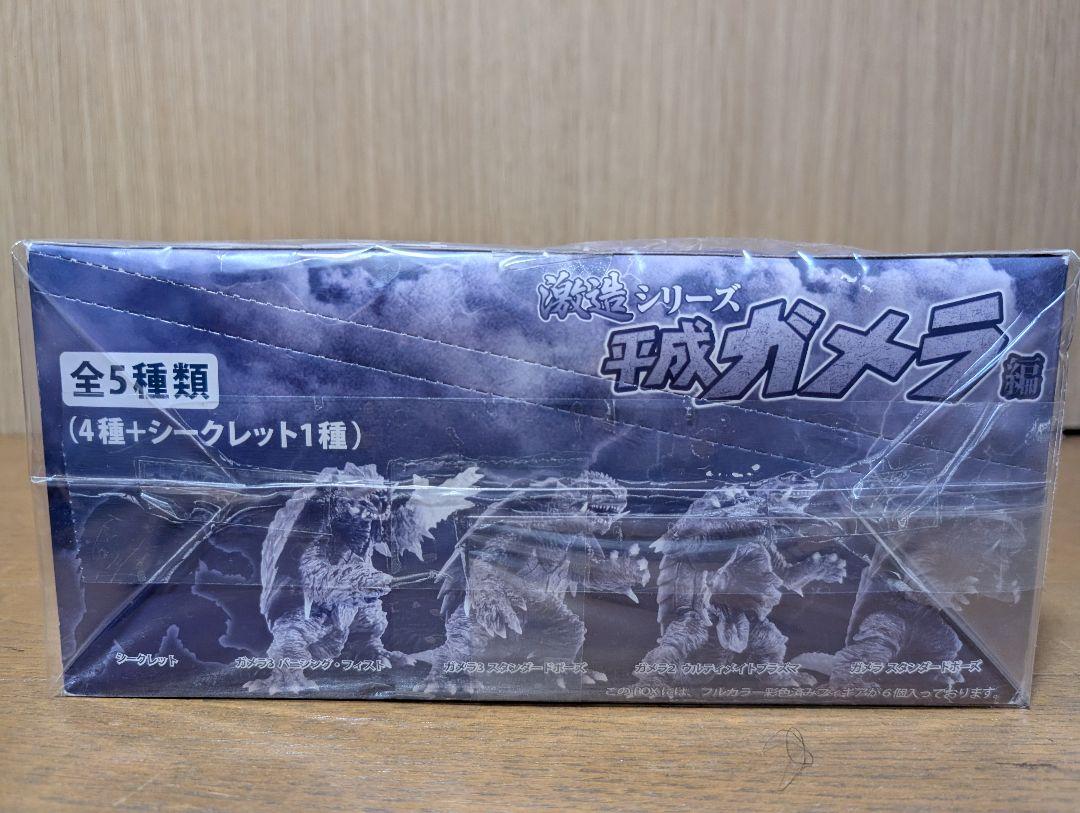 激造シリーズ
平成ガメラ編
全5種類
(4種+シークレット1種)
シークレット
ガメラ3 バーニング・フィスト
ガメラ3 スタンダードポーズ
ガメラ2 ウルティメイトプラズマ
ガメラ スタンダードポーズ
このBOXには、フルカラー彩色済みフィギアが6個入っております。